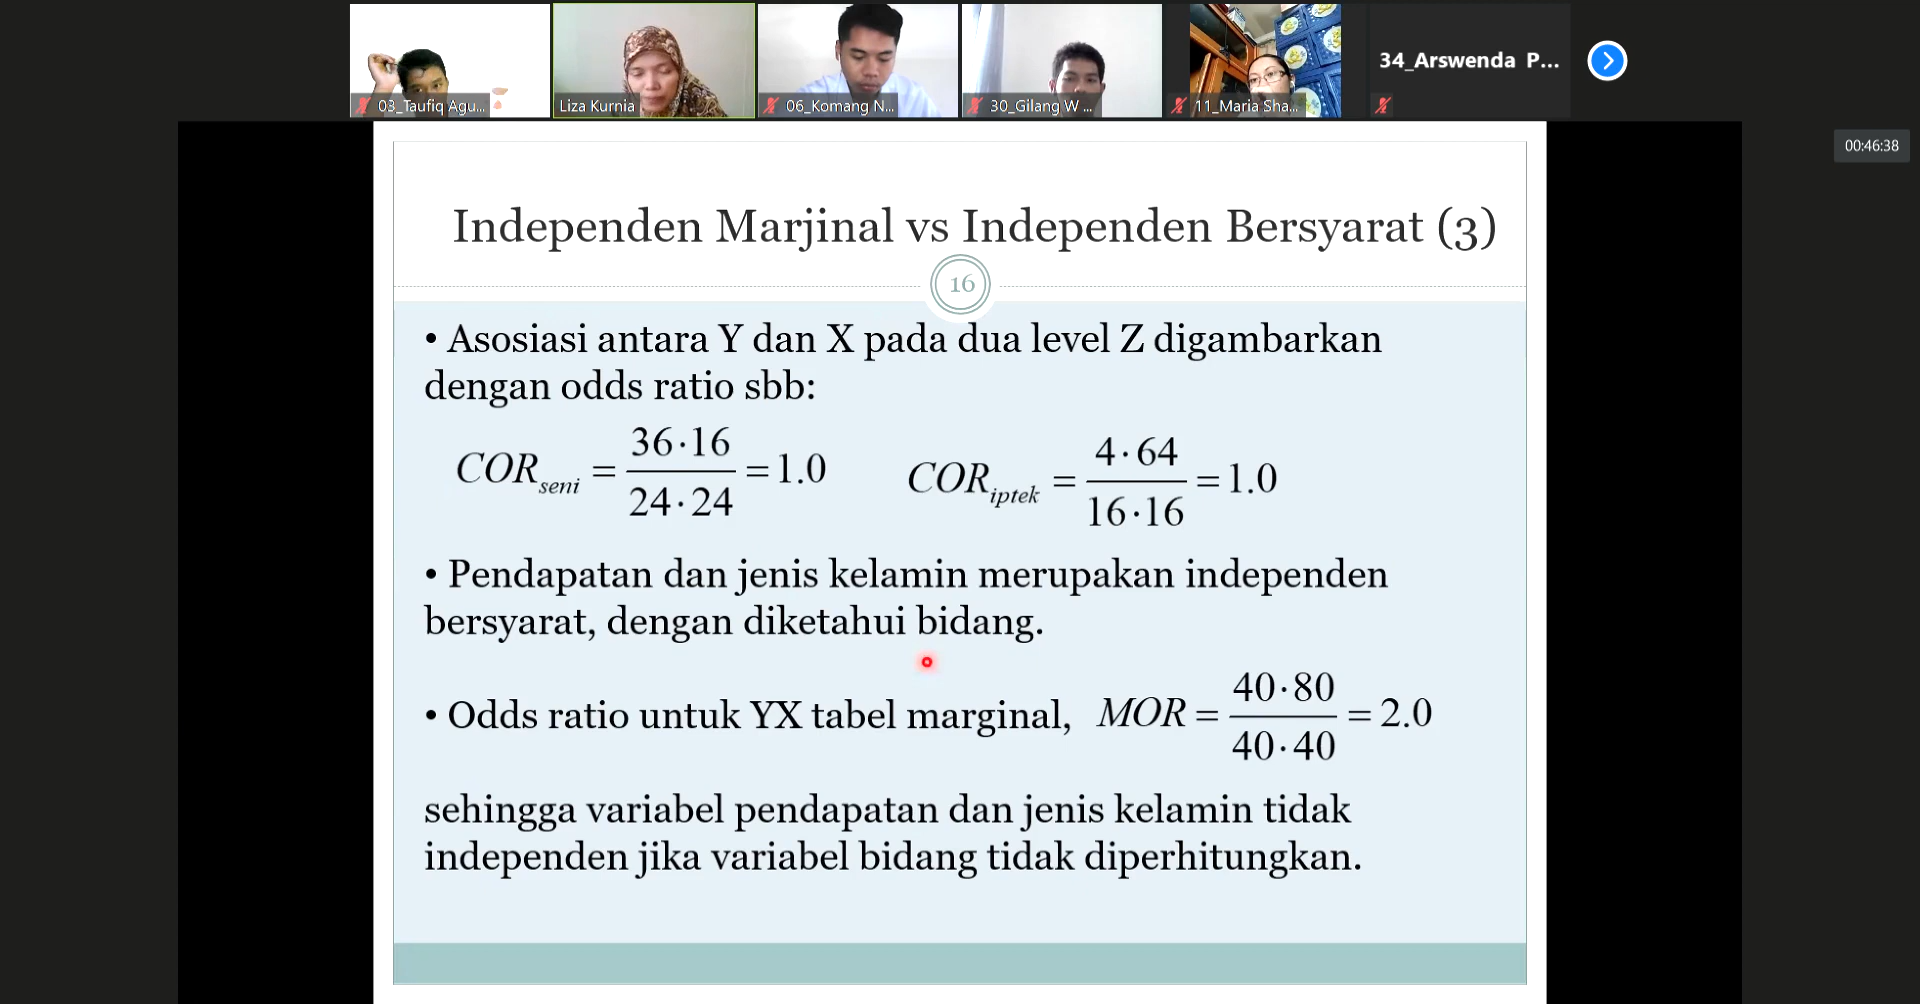 03_Taufiq Agu...
Liza Kurnia
06_Komang N...
30_Gilang W ...
11_Maria Sha...
34_Arswenda P...
00:46:38
Independen Marjinal vs Independen Bersyarat (3)
16
• Asosiasi antara Y dan X pada dua level Z digambarkan
dengan odds ratio sbb:
COR_seni = (36·16)/(24·24) = 1.0
COR_iptek = (4·64)/(16·16) = 1.0
• Pendapatan dan jenis kelamin merupakan independen
bersyarat, dengan diketahui bidang.
• Odds ratio untuk YX tabel marginal, MOR = (40·80)/(40·40) = 2.0
sehingga variabel pendapatan dan jenis kelamin tidak
independen jika variabel bidang tidak diperhitungkan.